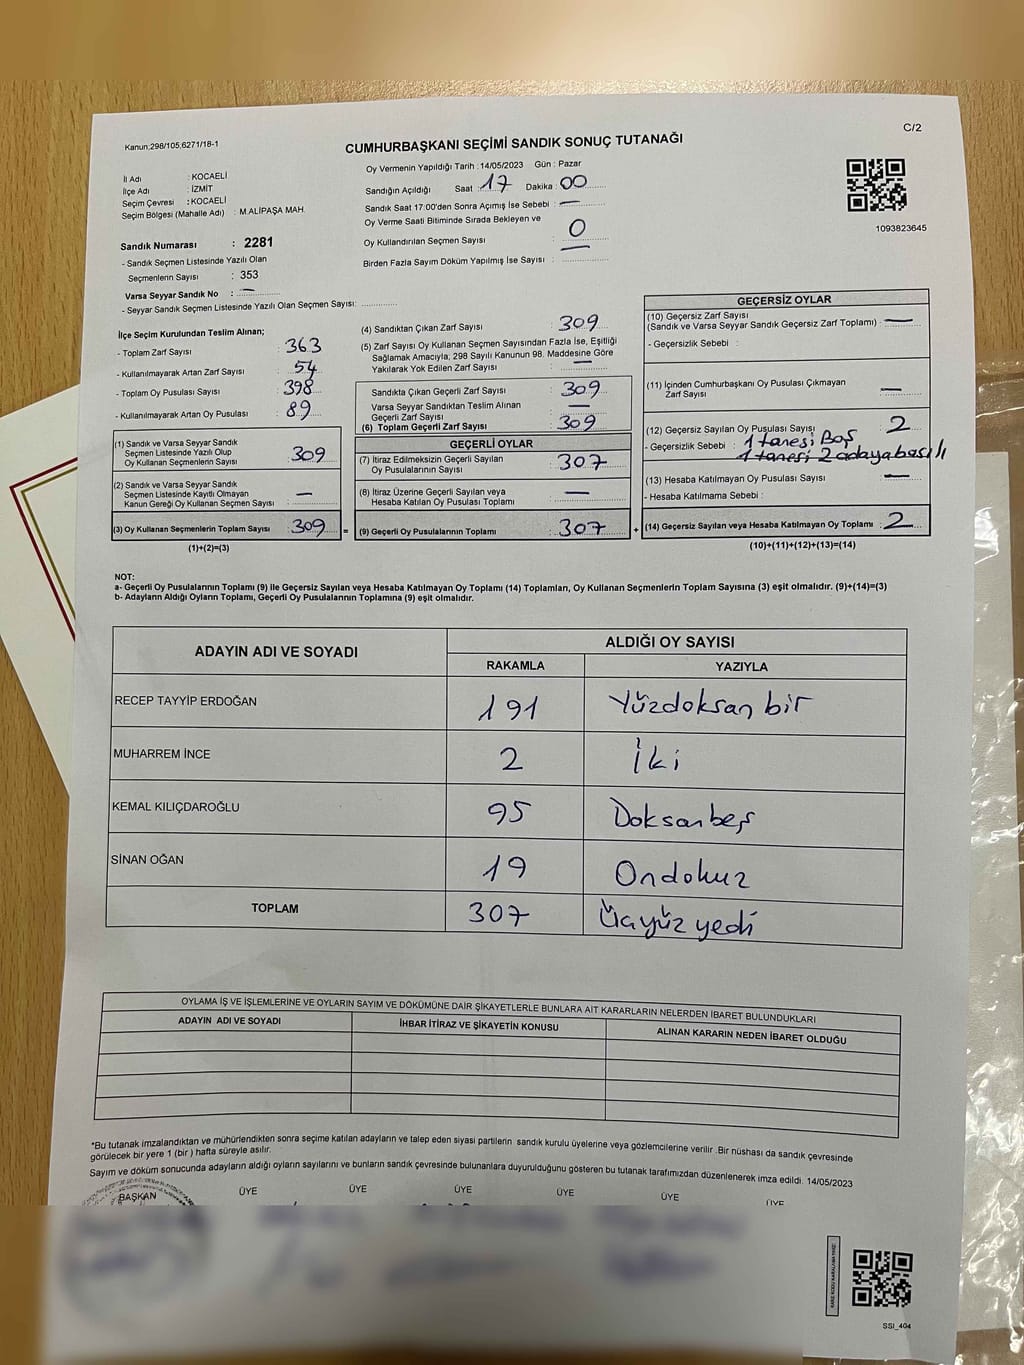 Kanun;298/105,6271/18-1
CUMHURBAŞKANI SEÇİMİ SANDIK SONUÇ TUTANAĞI
C/2
Oy Vermenin Yapıldığı Tarih :14/05/2023 Gün : Pazar
İl Adı : KOCAELİ
İlçe Adı : İZMİT
Seçim Çevresi : KOCAELİ
Seçim Bölgesi (Mahalle Adı) : M.ALİPAŞA MAH.
Sandığın Açıldığı Saat : 17 Dakika : 00
Sandık Saat 17:00'den Sonra Açımış İse Sebebi : —
Oy Verme Saati Bitiminde Sırada Bekleyen ve
Oy Kullandırılan Seçmen Sayısı : 0
Birden Fazla Sayım Döküm Yapılmış İse Sayısı : —
1093823645
Sandık Numarası : 2281
- Sandık Seçmen Listesinde Yazılı Olan
Seçmenlerin Sayısı : 353
Varsa Seyyar Sandık No : —
- Seyyar Sandık Seçmen Listesinde Yazılı Olan Seçmen Sayısı:
İlçe Seçim Kurulundan Teslim Alınan;
- Toplam Zarf Sayısı : 363
- Kullanılmayarak Artan Zarf Sayısı : 54
- Toplam Oy Pusulası Sayısı : 398
- Kullanılmayarak Artan Oy Pusulası : 89
(1) Sandık ve Varsa Seyyar Sandık
Seçmen Listesinde Yazılı Olup
Oy Kullanan Seçmenlerin Sayısı : 309
(2) Sandık ve Varsa Seyyar Sandık
Seçmen Listesinde Kayıtlı Olmayan
Kanun Gereği Oy Kullanan Seçmen Sayısı : —
(3) Oy Kullanan Seçmenlerin Toplam Sayısı : 309 =
(1)+(2)=(3)
(4) Sandıktan Çıkan Zarf Sayısı : 309
(5) Zarf Sayısı Oy Kullanan Seçmen Sayısından Fazla İse, Eşitliği
Sağlamak Amacıyla; 298 Sayılı Kanunun 98. Maddesine Göre
Yakılarak Yok Edilen Zarf Sayısı : —
Sandıkta Çıkan Geçerli Zarf Sayısı : 309
Varsa Seyyar Sandıktan Teslim Alınan
Geçerli Zarf Sayısı : —
(6) Toplam Geçerli Zarf Sayısı : 309
GEÇERLİ OYLAR
(7) İtiraz Edilmeksizin Geçerli Sayılan
Oy Pusulalarının Sayısı : 307
(8) İtiraz Üzerine Geçerli Sayılan veya
Hesaba Katılan Oy Pusulası Toplamı : —
(9) Geçerli Oy Pusulalarının Toplamı : 307 +
GEÇERSİZ OYLAR
(10) Geçersiz Zarf Sayısı
(Sandık ve Varsa Seyyar Sandık Geçersiz Zarf Toplamı) : —
- Geçersizlik Sebebi :
(11) İçinden Cumhurbaşkanı Oy Pusulası Çıkmayan
Zarf Sayısı : —
(12) Geçersiz Sayılan Oy Pusulası Sayısı : 2
- Geçersizlik Sebebi : 1 tanesi Boş
1 tanesi 2 adaya basılı
(13) Hesaba Katılmayan Oy Pusulası Sayısı : —
- Hesaba Katılmama Sebebi :
(14) Geçersiz Sayılan veya Hesaba Katılmayan Oy Toplamı : 2
(10)+(11)+(12)+(13)=(14)
NOT:
a- Geçerli Oy Pusulalarının Toplamı (9) ile Geçersiz Sayılan veya Hesaba Katılmayan Oy Toplamı (14) Toplamları, Oy Kullanan Seçmenlerin Toplam Sayısına (3) eşit olmalıdır. (9)+(14)=(3)
b- Adayların Aldığı Oyların Toplamı, Geçerli Oy Pusulalarının Toplamına (9) eşit olmalıdır.
ADAYIN ADI VE SOYADI
ALDIĞI OY SAYISI
RAKAMLA YAZIYLA
RECEP TAYYİP ERDOĞAN 191 Yüzdoksan bir
MUHARREM İNCE 2 İki
KEMAL KILIÇDAROĞLU 95 Doksanbeş
SİNAN OĞAN 19 Ondokuz
TOPLAM 307 Üçyüz yedi
OYLAMA İŞ VE İŞLEMLERİNE VE OYLARIN SAYIM VE DÖKÜMÜNE DAİR ŞİKAYETLERLE BUNLARA AİT KARARLARIN NELERDEN İBARET BULUNDUKLARI
ADAYIN ADI VE SOYADI İHBAR İTİRAZ VE ŞİKAYETİN KONUSU ALINAN KARARIN NEDEN İBARET OLDUĞU
*Bu tutanak imzalandıktan ve mühürlendikten sonra seçime katılan adayların ve talep eden siyasi partilerin sandık kurulu üyelerine veya gözlemcilerine verilir .Bir nüshası da sandık çevresinde
görülecek bir yere 1 (bir ) hafta süreyle asılır.
Sayım ve döküm sonucunda adayların aldığı oyların sayılarını ve bunların sandık çevresinde bulunanlara duyurulduğunu gösteren bu tutanak tarafımızdan düzenlenerek imza edildi. 14/05/2023
BAŞKAN ÜYE ÜYE ÜYE ÜYE ÜYE ÜYE
SSI_404